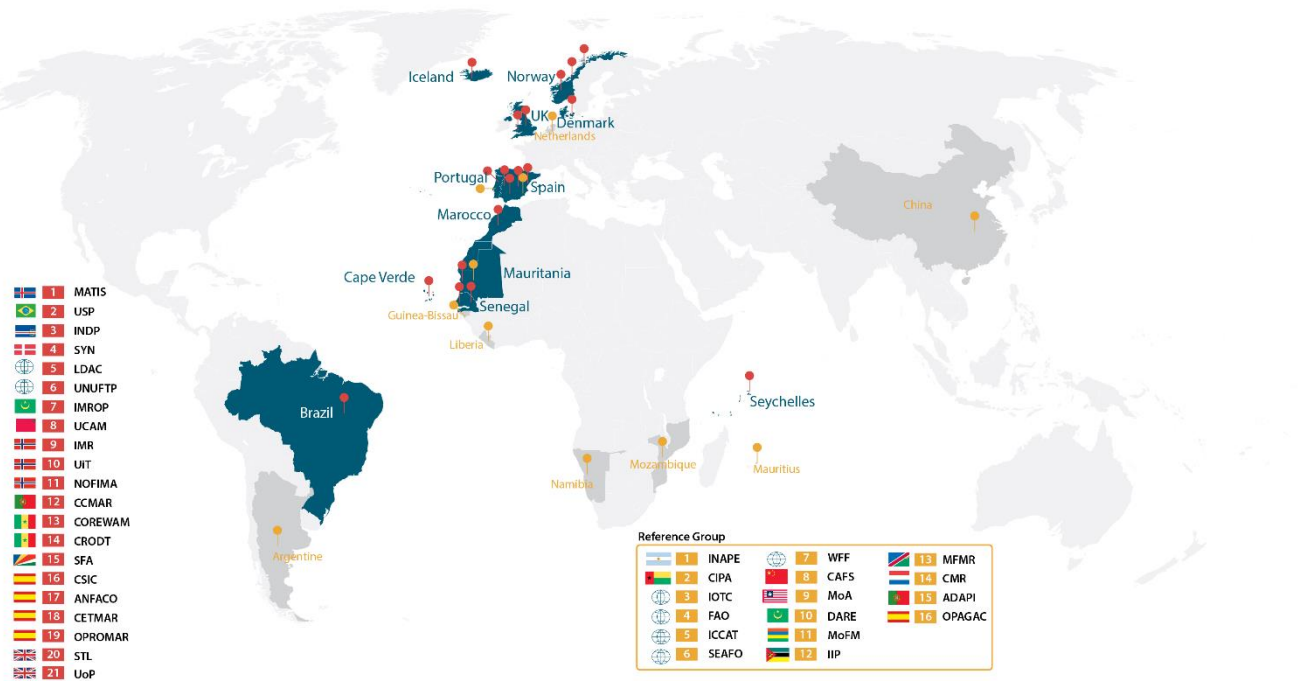 Iceland
Norway
UK
Denmark
Netherlands
Portugal
Spain
Marocco
China
Cape Verde
Mauritania
Guinea-Bissau
Senegal
Liberia
Brazil
Seychelles
Mozambique
Mauritius
Namibia
Argentine
1 MATIS
2 USP
3 INDP
4 SYN
5 LDAC
6 UNUFTP
7 IMROP
8 UCAM
9 IMR
10 UiT
11 NOFIMA
12 CCMAR
13 COREWAM
14 CRODT
15 SFA
16 CSIC
17 ANFACO
18 CETMAR
19 OPROMAR
20 STL
21 UoP
Reference Group
1 INAPE
2 CIPA
3 IOTC
4 FAO
5 ICCAT
6 SEAFO
7 WFF
8 CAFS
9 MoA
10 DARE
11 MoFM
12 IIP
13 MFMR
14 CMR
15 ADAPI
16 OPAGAC